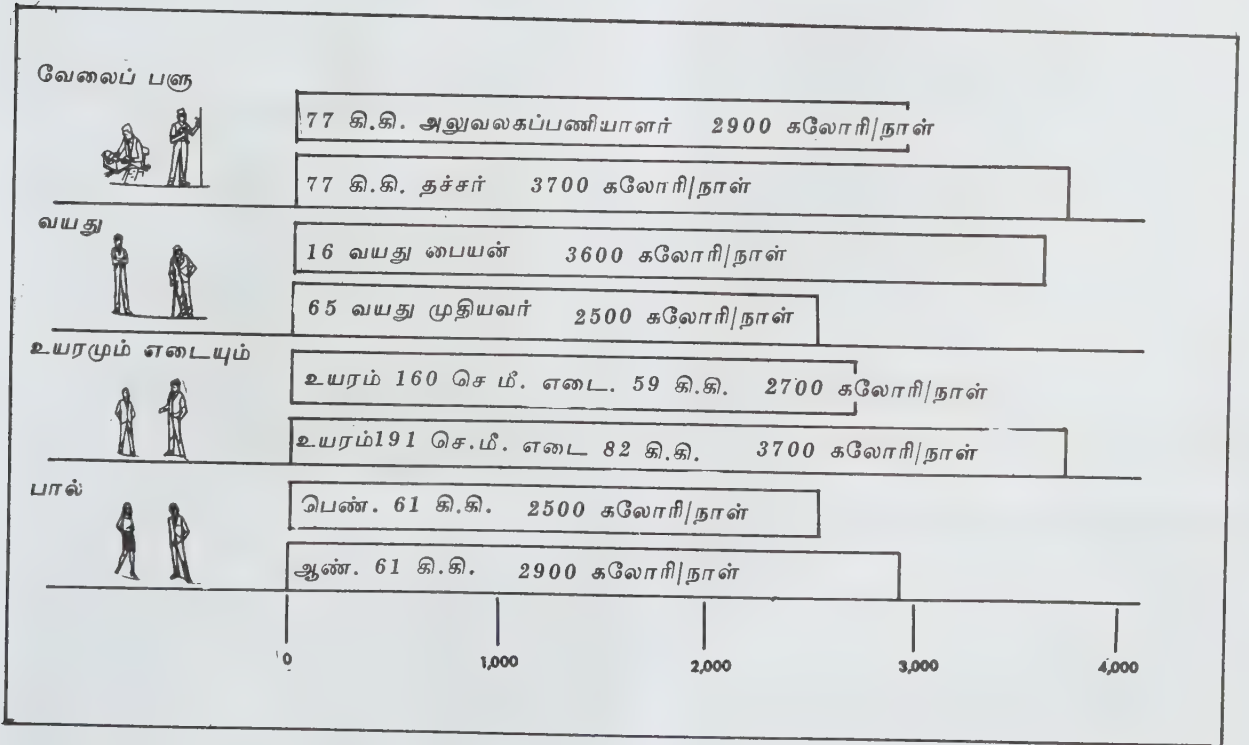 வேலைப் பளு
77 கி.கி. அலுவலகப்பணியாளர் 2900 கலோரி/நாள்
77 கி.கி. தச்சர் 3700 கலோரி/நாள்
வயது
16 வயது பையன் 3600 கலோரி/நாள்
65 வயது முதியவர் 2500 கலோரி/நாள்
உயரமும் எடையும்
உயரம் 160 செ மீ. எடை. 59 கி.கி. 2700 கலோரி/நாள்
உயரம்191 செ.மீ. எடை 82 கி.கி. 3700 கலோரி/நாள்
பால்
பெண். 61 கி.கி. 2500 கலோரி/நாள்
ஆண். 61 கி.கி. 2900 கலோரி/நாள்
0 1,000 2,000 3,000 4,000